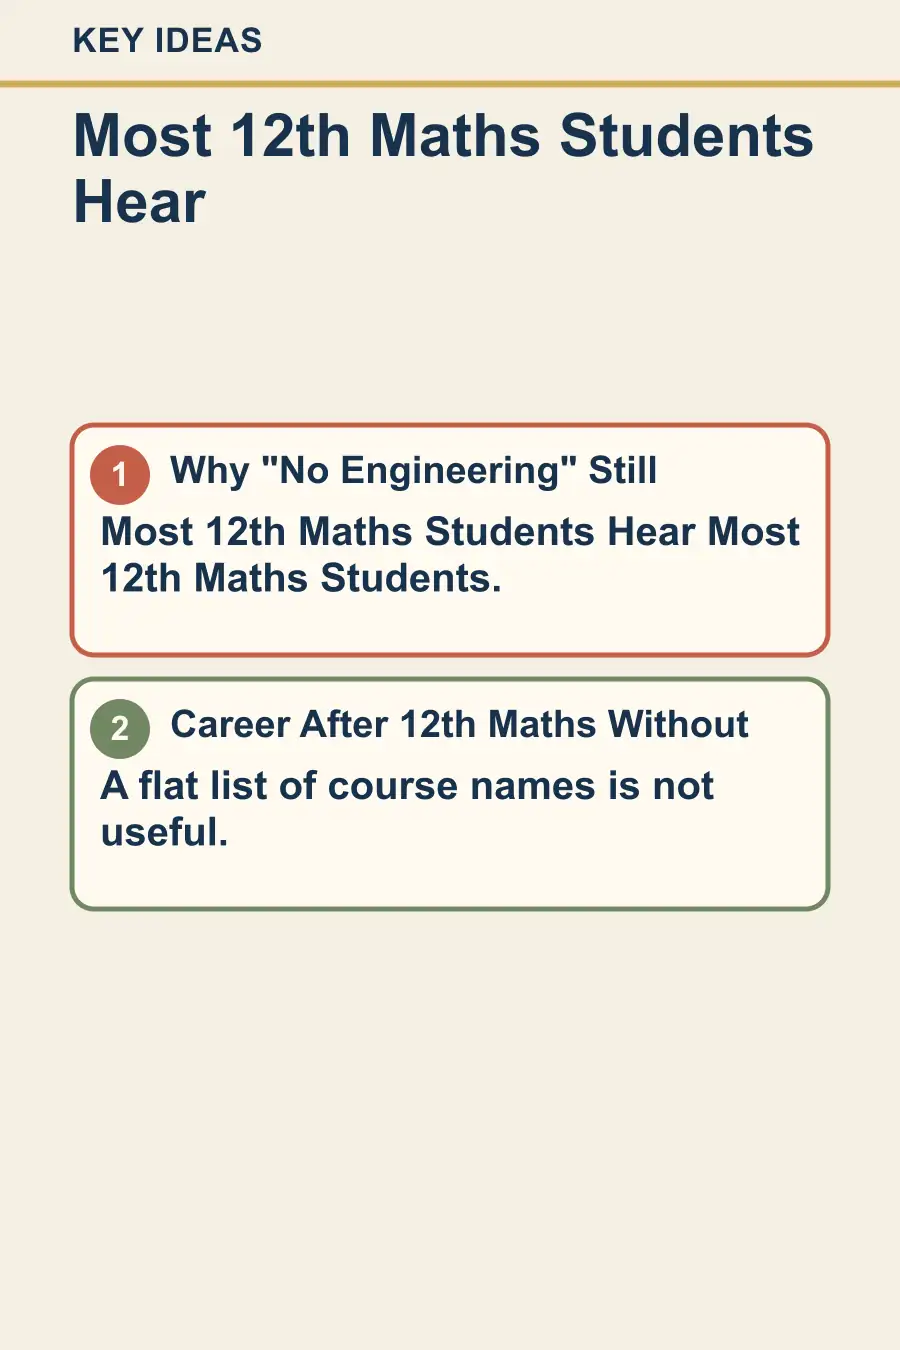 KEY IDEAS
Most 12th Maths Students
Hear
1
Why "No Engineering" Still
Most 12th Maths Students Hear Most
12th Maths Students.
2
Career After 12th Maths Without
A flat list of course names is not
useful.